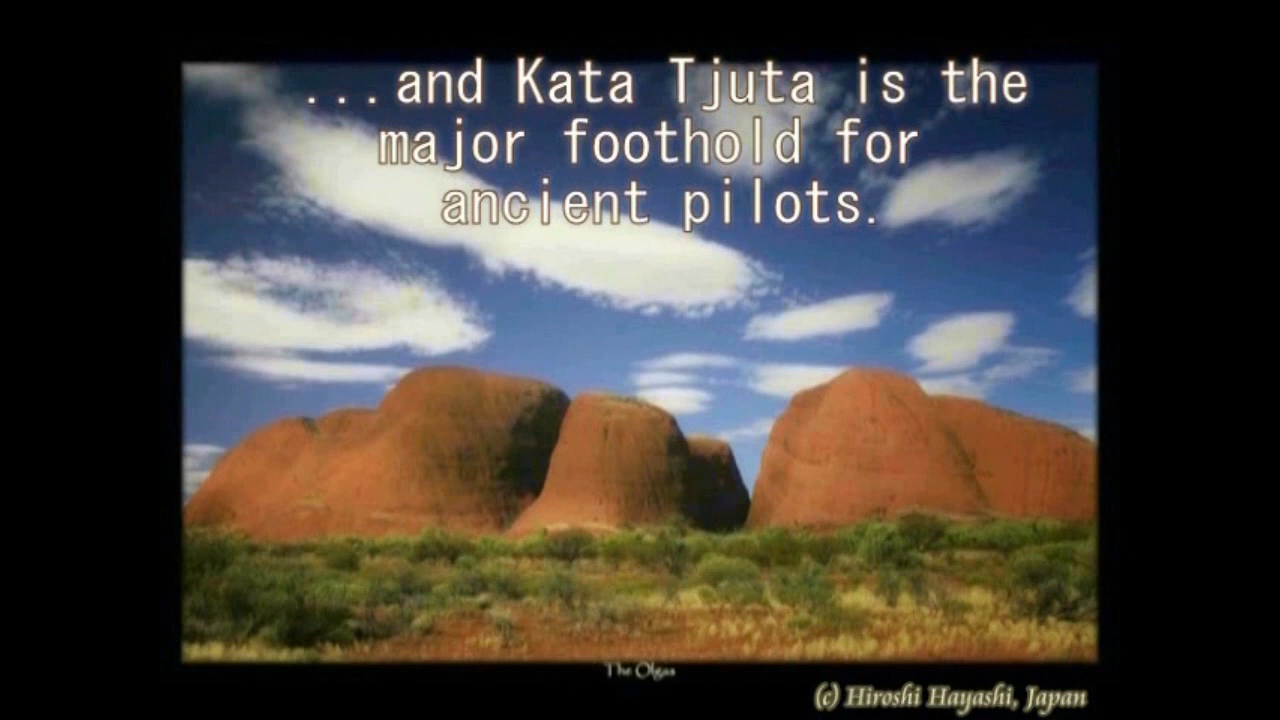 ...and Kata Tjuta is the
major foothold for
ancient pilots.
The Olgas
(c) Hiroshi Hayashi, Japan